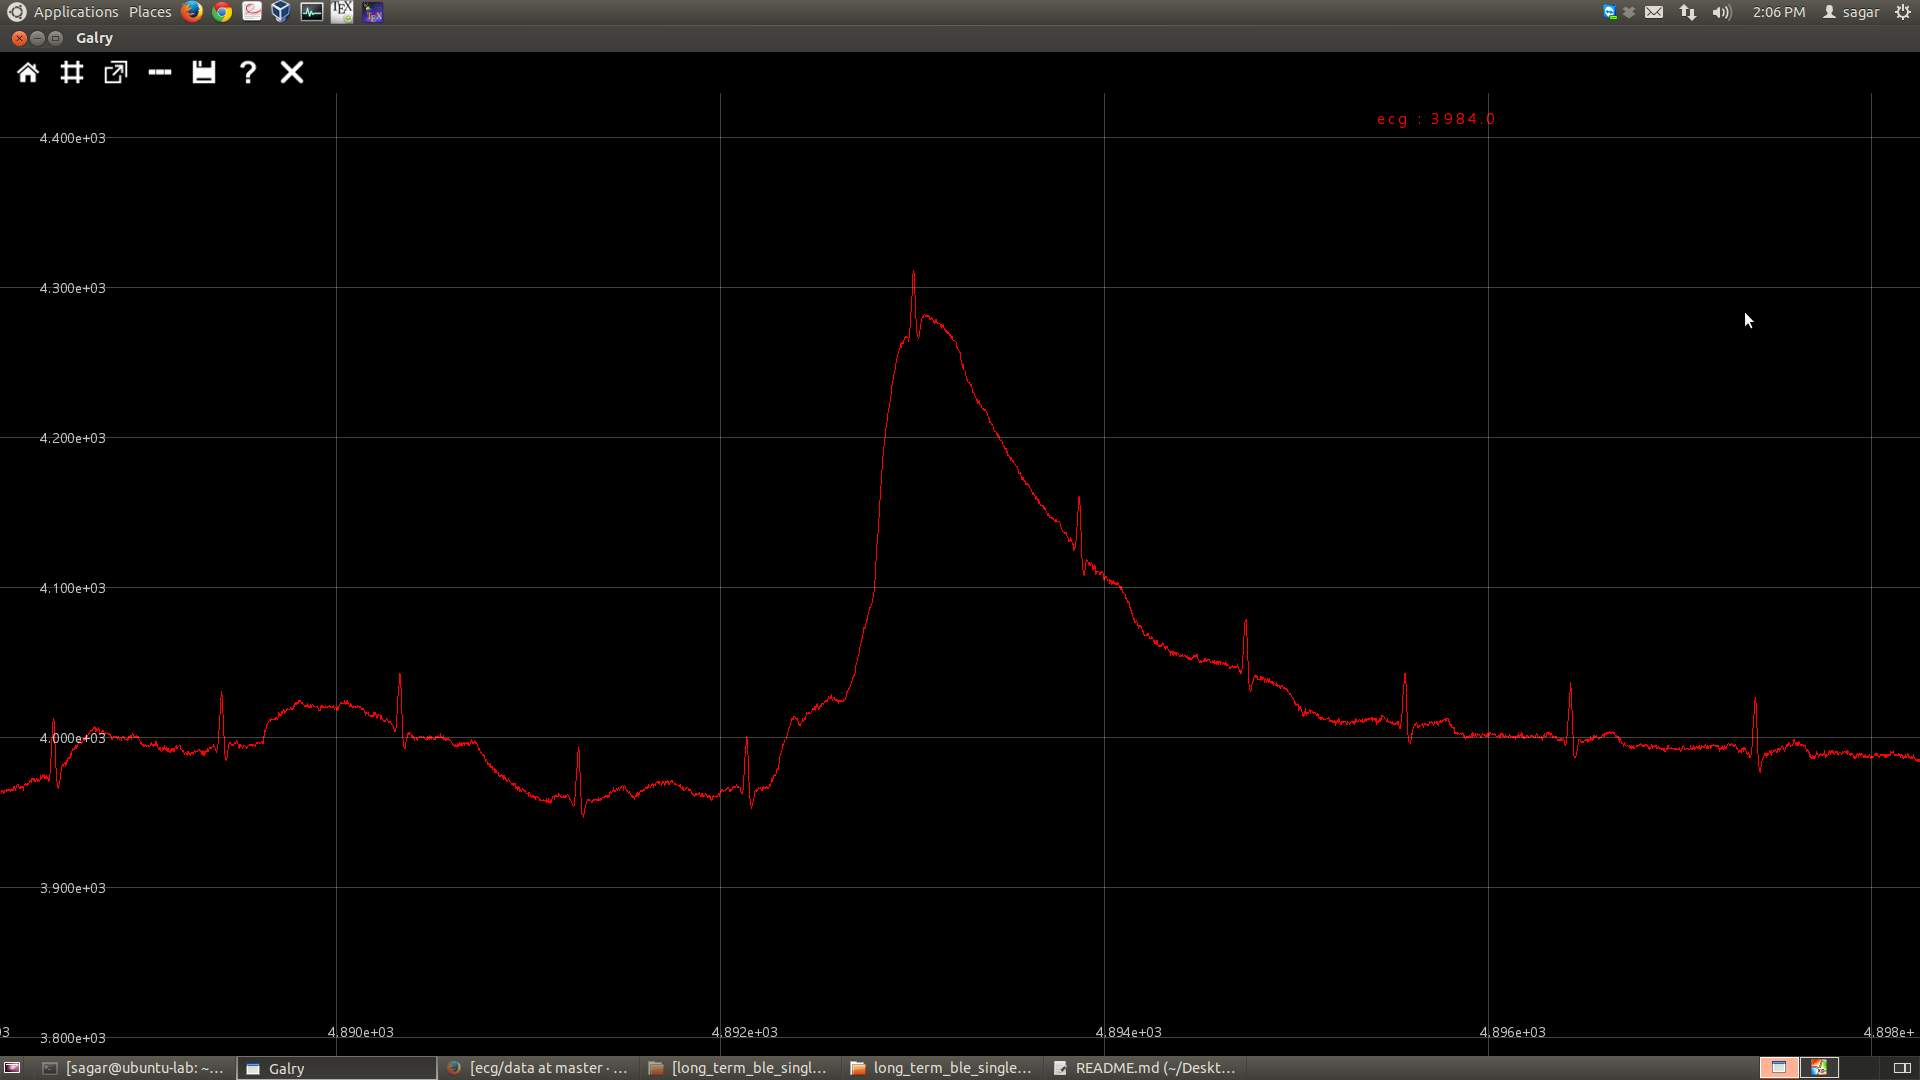 Applications Places TEX TEX 2:06 PM sagar
Galry
ecg : 3984.0
4.400e+03
4.300e+03
4.200e+03
4.100e+03
4.000e+03
3.900e+03
3.800e+03
03 4.890e+03 4.892e+03 4.894e+03 4.896e+03 4.898e+
[sagar@ubuntu-lab: ~... Galry [ecg/data at master · ... [long_term_ble_singl... long_term_ble_single... README.md (~/Deskt...